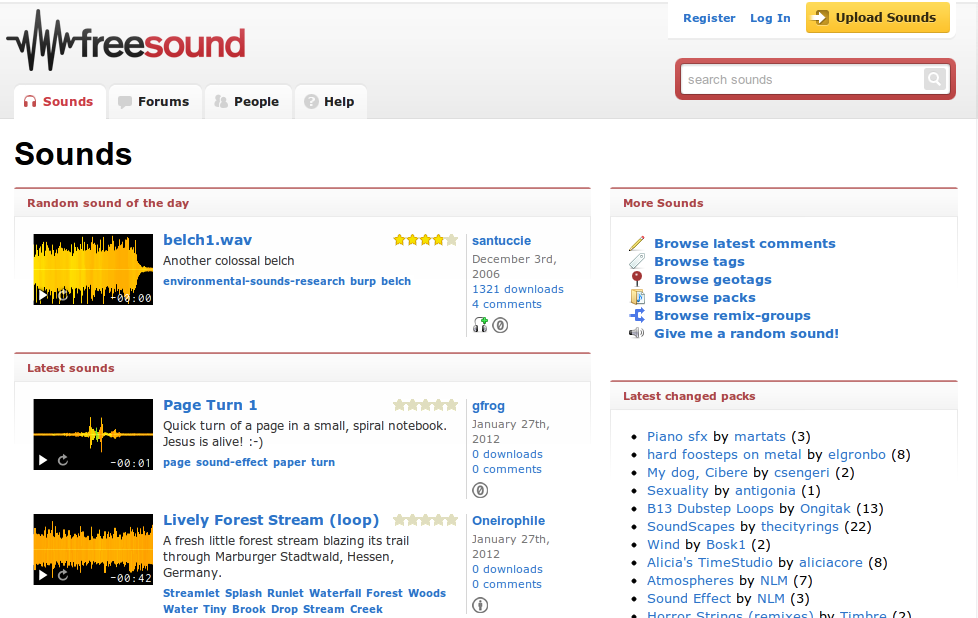 Register Log In Upload Sounds
freesound
search sounds
Sounds Forums People Help
Sounds
Random sound of the day
belch1.wav
Another colossal belch
environmental-sounds-research burp belch
-00:00
santuccie
December 3rd,
2006
1321 downloads
4 comments
Latest sounds
Page Turn 1
Quick turn of a page in a small, spiral notebook.
Jesus is alive! :-)
page sound-effect paper turn
-00:01
gfrog
January 27th,
2012
0 downloads
0 comments
Lively Forest Stream (loop)
A fresh little forest stream blazing its trail
through Marburger Stadtwald, Hessen,
Germany.
Streamlet Splash Runlet Waterfall Forest Woods
Water Tiny Brook Drop Stream Creek
-00:42
Oneirophile
January 27th,
2012
0 downloads
0 comments
More Sounds
Browse latest comments
Browse tags
Browse geotags
Browse packs
Browse remix-groups
Give me a random sound!
Latest changed packs
Piano sfx by martats (3)
hard foosteps on metal by elgronbo (8)
My dog, Cibere by csengeri (2)
Sexuality by antigonia (1)
B13 Dubstep Loops by Ongitak (13)
SoundScapes by thecityrings (22)
Wind by Bosk1 (2)
Alicia's TimeStudio by aliciacore (8)
Atmospheres by NLM (7)
Sound Effect by NLM (3)
Horror Strings (remixes) by Timbre (2)